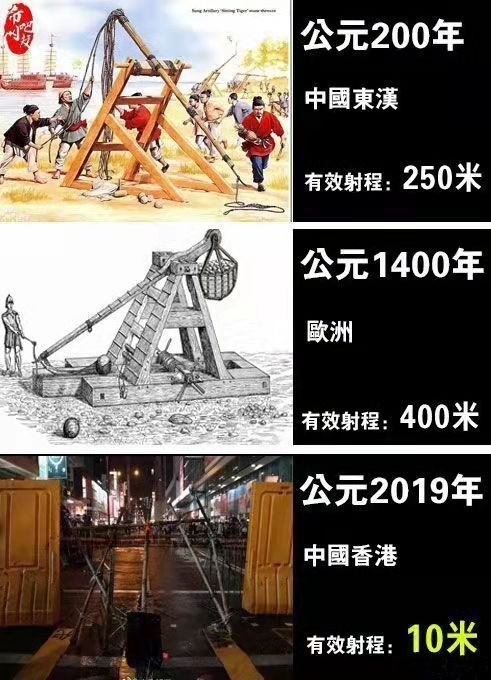 Sung Artillery 'Sitting Tiger' stone-thrower
公元200年
中國東漢
有效射程：250米
公元1400年
歐洲
有效射程：400米
公元2019年
中國香港
有效射程：10米